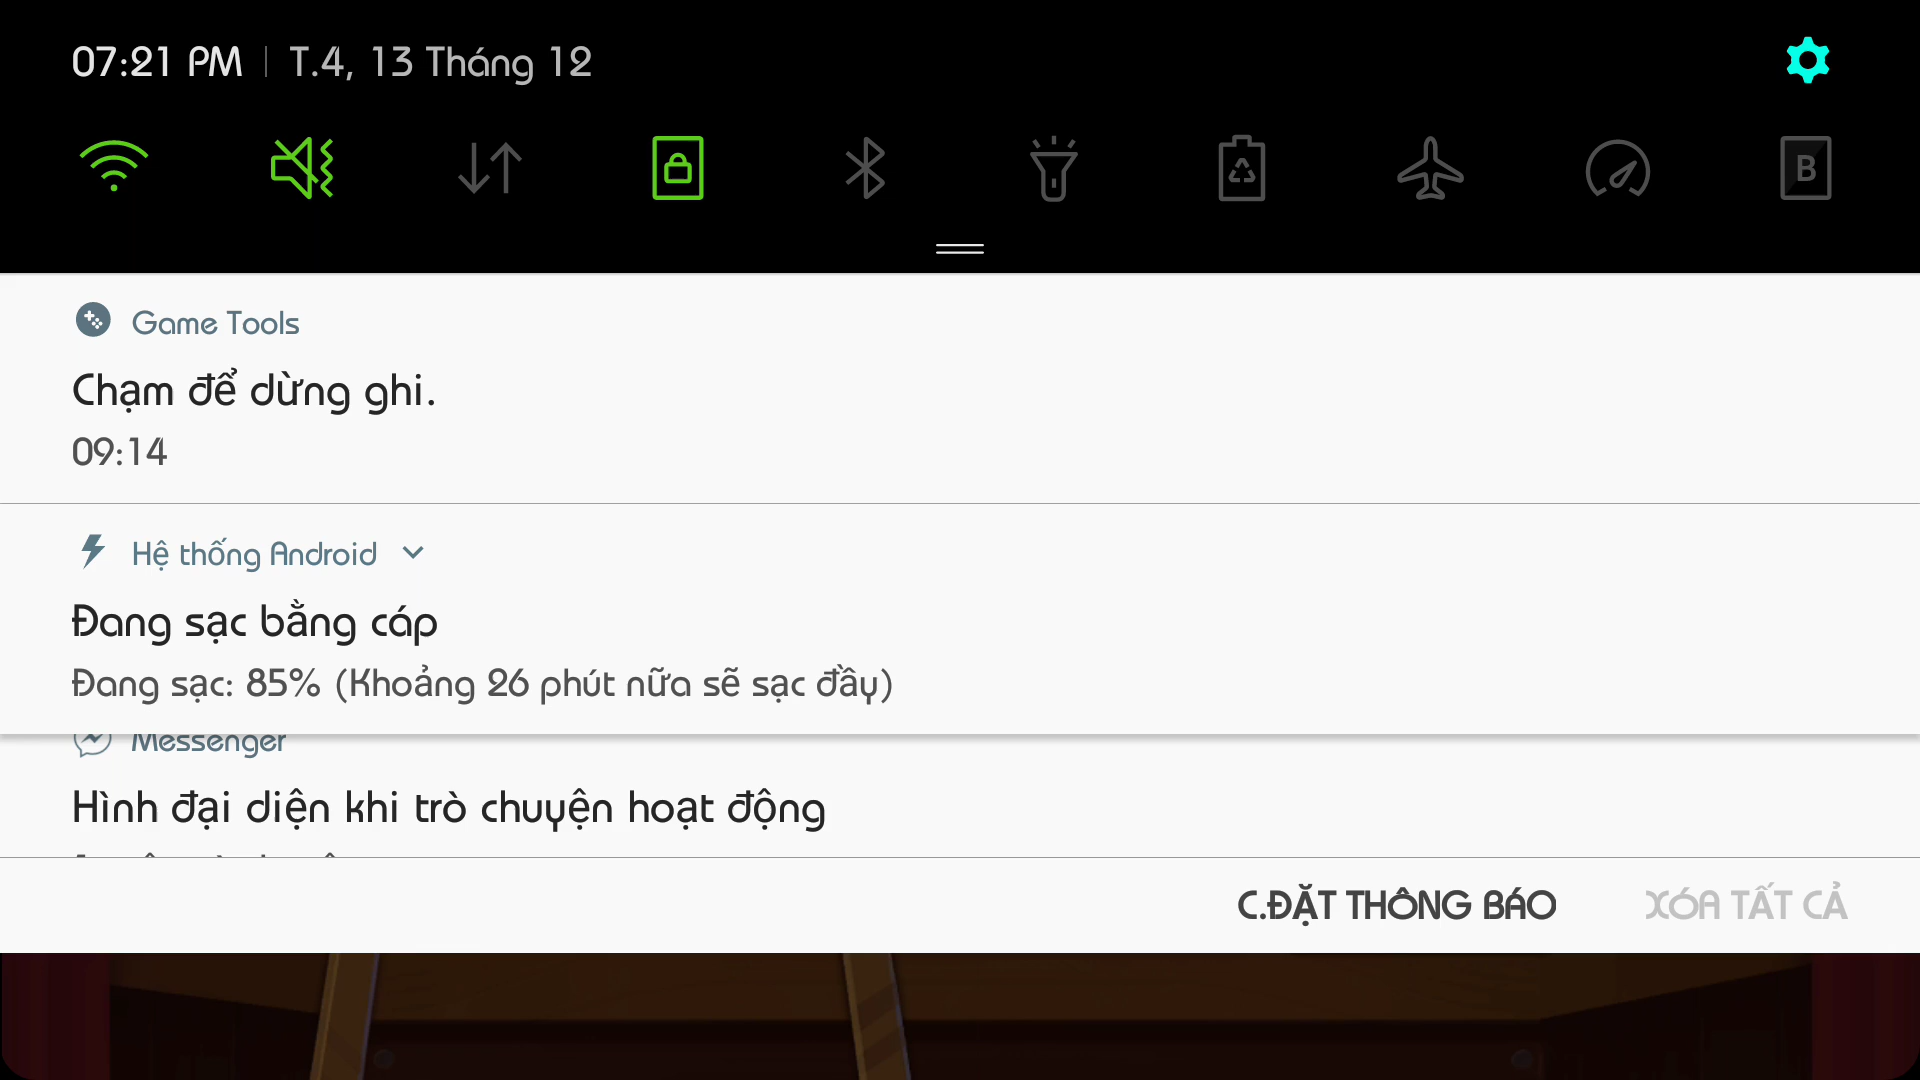 07:21 PM | T.4, 13 Tháng 12
B
Game Tools
Chạm để dừng ghi.
09:14
Hệ thống Android
Đang sạc bằng cáp
Đang sạc: 85% (Khoảng 26 phút nữa sẽ sạc đầy)
Messenger
Hình đại diện khi trò chuyện hoạt động
C.ĐẶT THÔNG BÁO XÓA TẤT CẢ